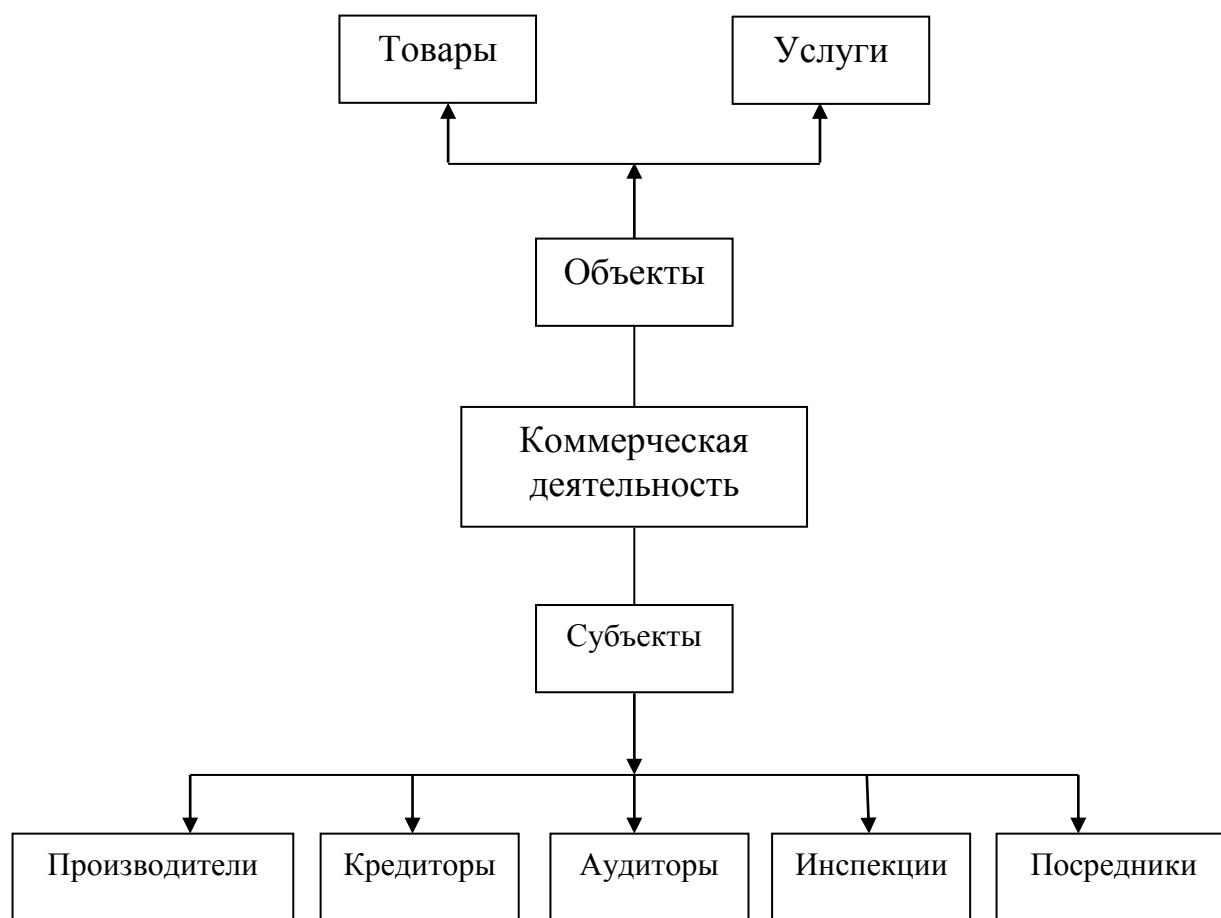 Товары
Услуги
Объекты
Коммерческая
деятельность
Субъекты
Производители
Кредиторы
Аудиторы
Инспекции
Посредники